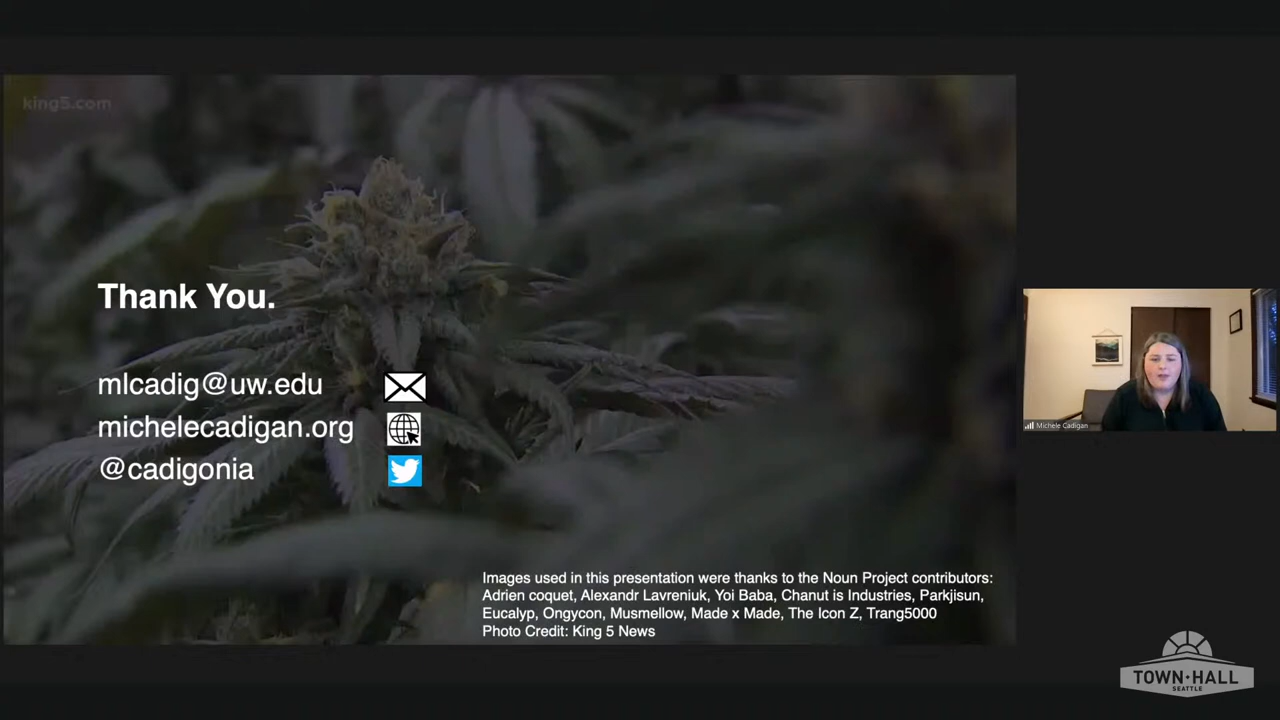 king5.com
Thank You.
mlcadig@uw.edu
michelecadigan.org
@cadigonia
Michele Cadigan
Images used in this presentation were thanks to the Noun Project contributors:
Adrien coquet, Alexandr Lavreniuk, Yoi Baba, Chanut is Industries, Parkjisun,
Eucalyp, Ongycon, Musmellow, Made x Made, The Icon Z, Trang5000
Photo Credit: King 5 News
TOWN·HALL
SEATTLE